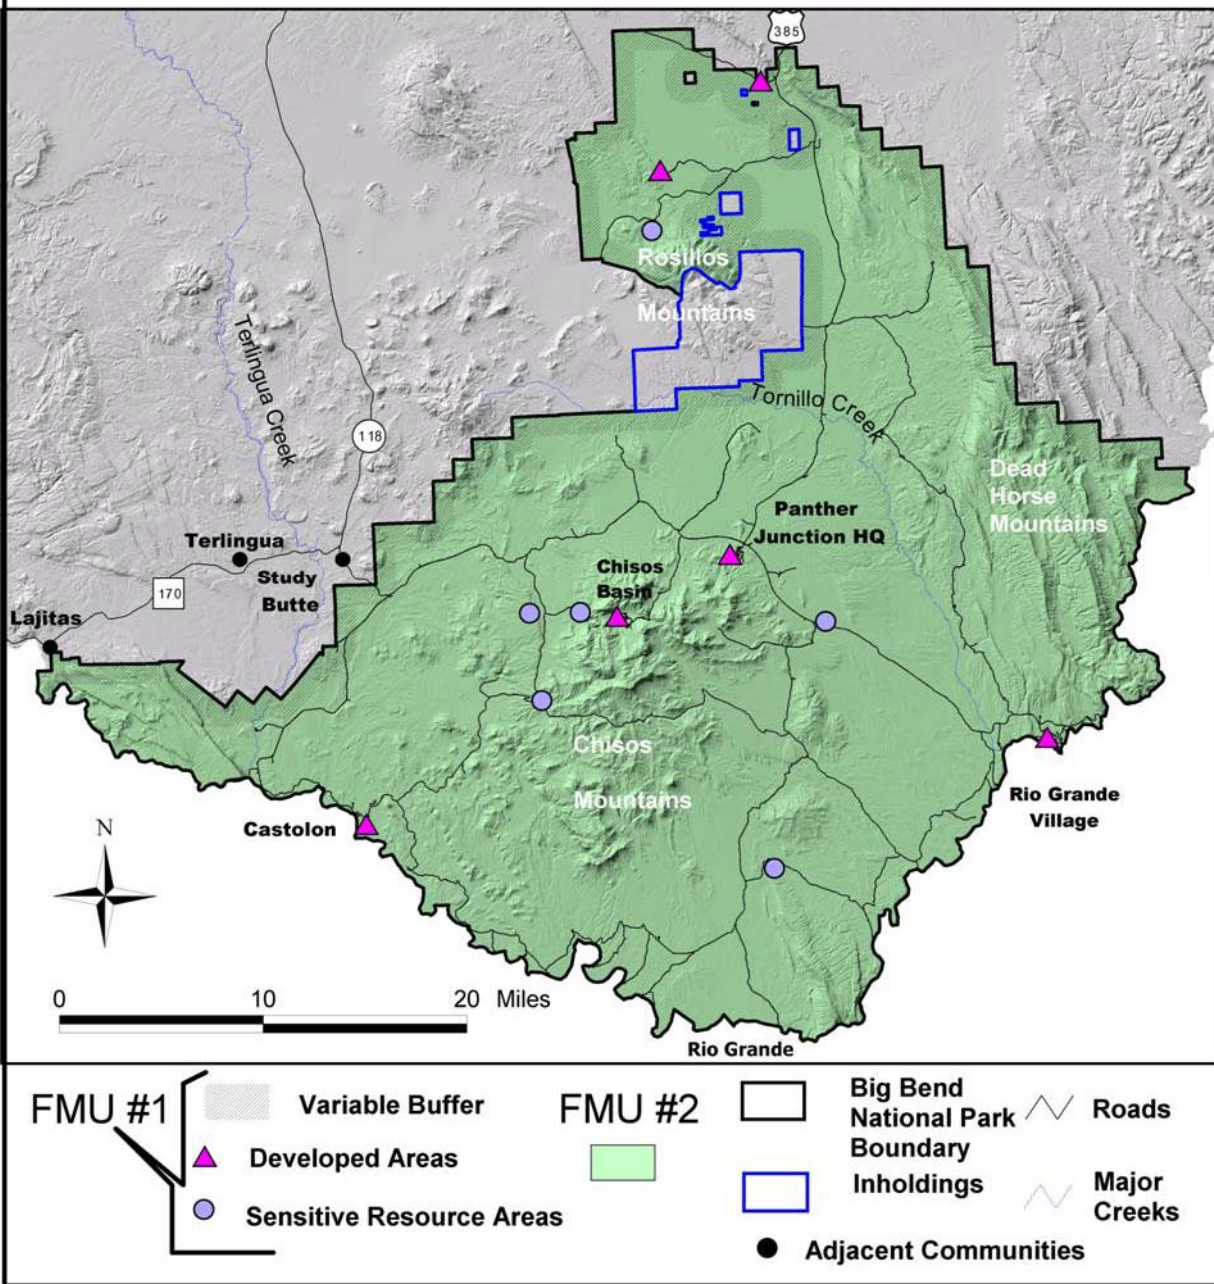 385
Rosillos
Mountains
Terlingua Creek
Tornillo Creek
118
Dead
Horse
Mountains
Panther
Junction HQ
Terlingua
Study
Butte
Chisos
Basin
170
Lajitas
Chisos
Mountains
Rio Grande
Village
Castolon
N
0 10 20 Miles
Rio Grande
FMU #1
Variable Buffer
Developed Areas
Sensitive Resource Areas
FMU #2
Big Bend
National Park
Boundary
Inholdings
Adjacent Communities
Roads
Major
Creeks